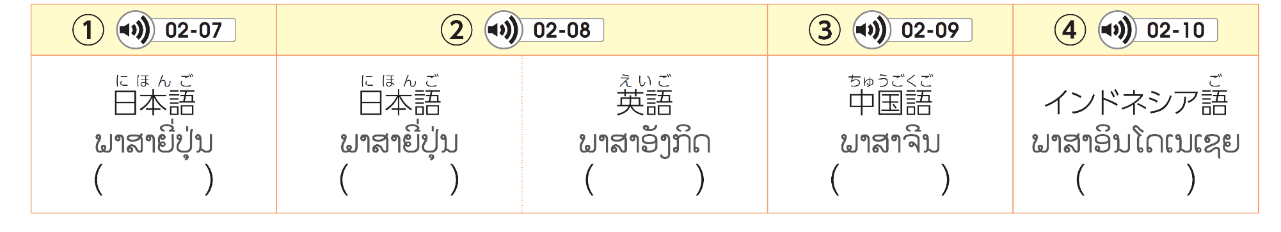 ① 02-07 ② 02-08 ③ 02-09 ④ 02-10
にほんご にほんご えいご ちゅうごくご ご
日本語 日本語 英語 中国語 インドネシア語
ພາສາຍີ່ປຸ່ນ ພາສາຍີ່ປຸ່ນ ພາສາອັງກິດ ພາສາຈີນ ພາສາອິນໂດເນເຊຍ
( ) ( ) ( ) ( ) ( )